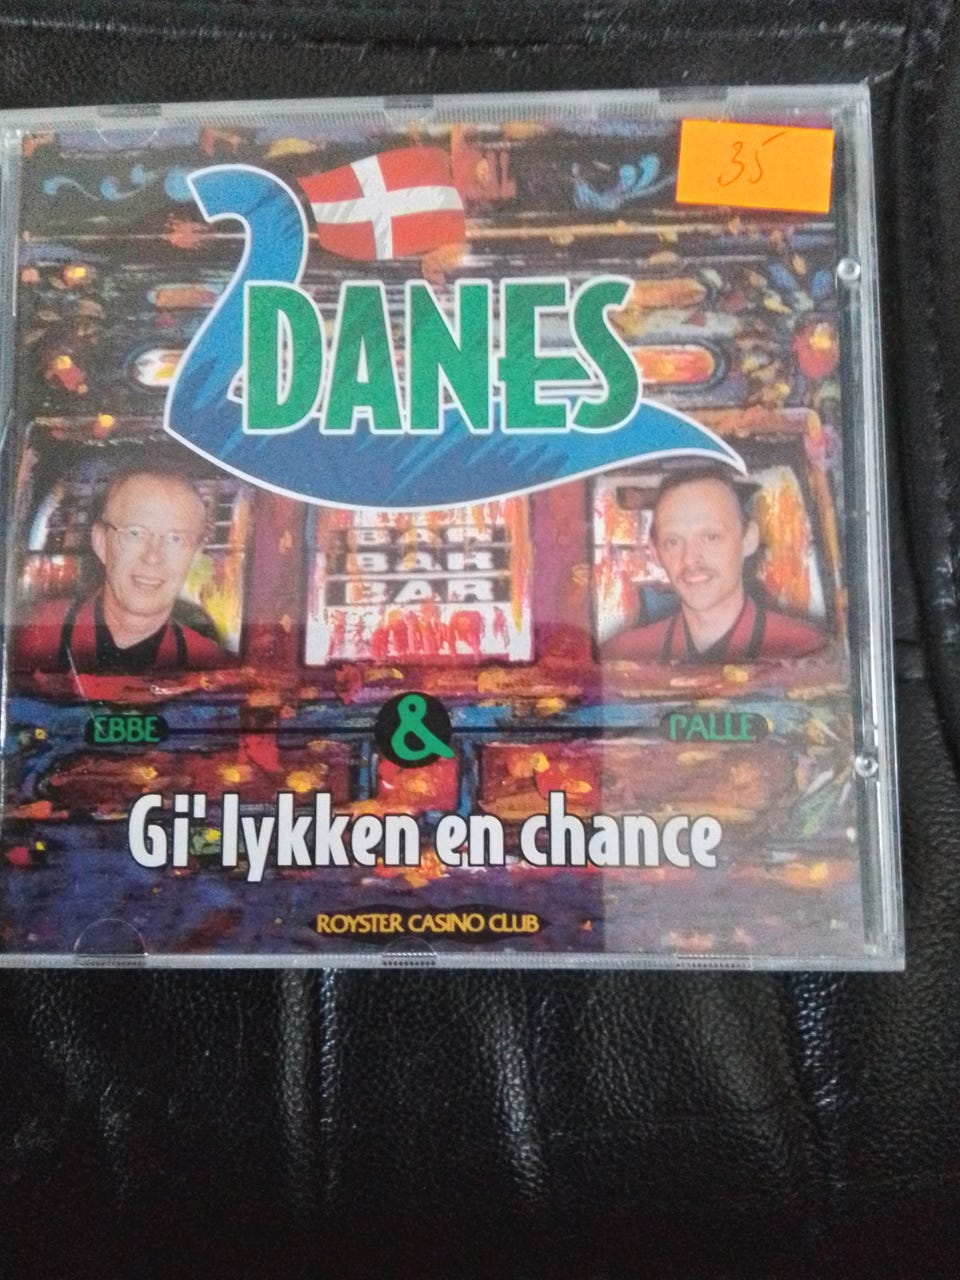 35
2 DANES
BAR
BAR
BAR
EBBE & PALLE
Gi' lykken en chance
ROYSTER CASINO CLUB